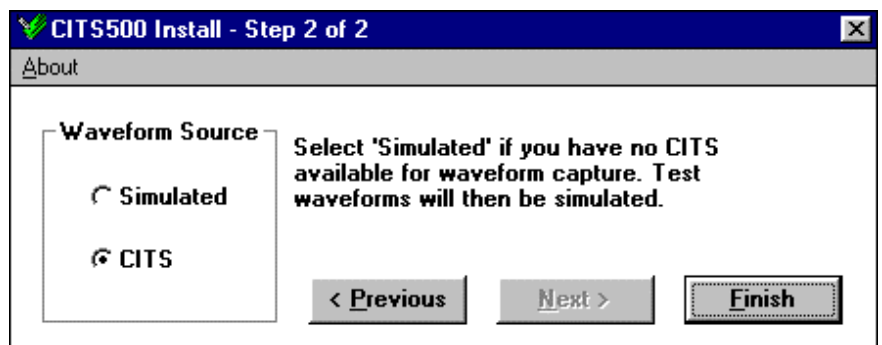 CITS500 Install - Step 2 of 2
About
Waveform Source
Simulated
CITS
Select 'Simulated' if you have no CITS
available for waveform capture. Test
waveforms will then be simulated.
< Previous
Next >
Finish